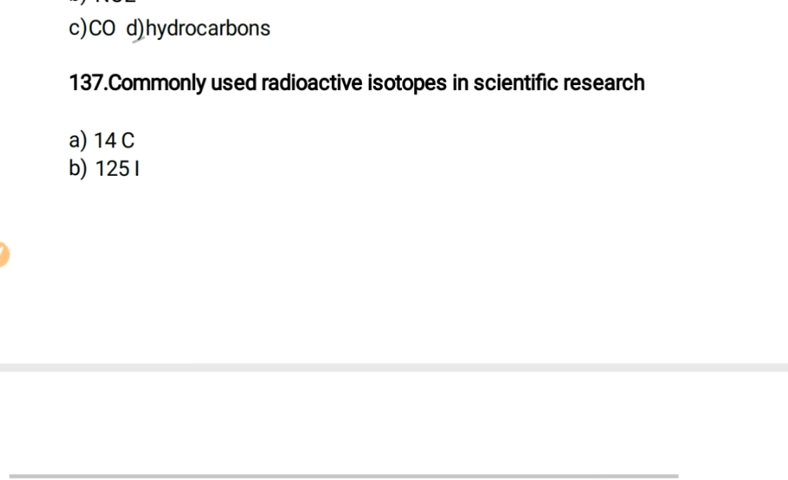 c)CO d)hydrocarbons
137.Commonly used radioactive isotopes in scientific research
a) 14 C
b) 125 I